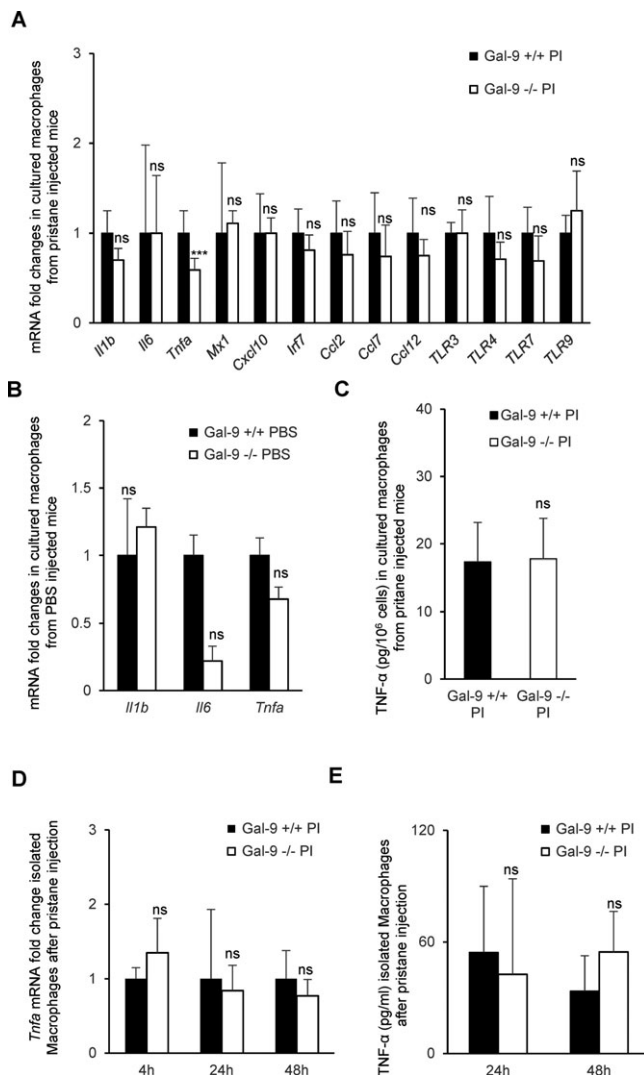 A
mRNA fold changes in cultured macrophages
from pristane injected mice
3
2
1
0
Gal-9 +/+ PI
Gal-9 -/- PI
ns
ns
***
ns
ns
ns
ns
ns
ns
ns
ns
ns
ns
Il1b
Il6
Tnfa
Mx1
Cxcl10
Irf7
Ccl2
Ccl7
Ccl12
TLR3
TLR4
TLR7
TLR9
B
mRNA fold changes in cultured macrophages
from PBS injected mice
2
1.5
1
0.5
0
Gal-9 +/+ PBS
Gal-9 -/- PBS
ns
ns
ns
Il1b
Il6
Tnfa
C
TNF-α (pg/10⁶ cells) in cultured macrophages
from pritane injected mice
40
30
20
10
0
Gal-9 +/+ PI
Gal-9 -/- PI
ns
Gal-9 +/+
PI
Gal-9 -/-
PI
D
Tnfa mRNA fold change isolated
Macrophages after pristane injection
3
2
1
0
Gal-9 +/+ PI
Gal-9 -/- PI
ns
ns
ns
4h
24h
48h
E
TNF-α (pg/ml) isolated Macrophages
after pristane injection
120
90
60
30
0
Gal-9 +/+ PI
Gal-9 -/- PI
ns
ns
24h
48h